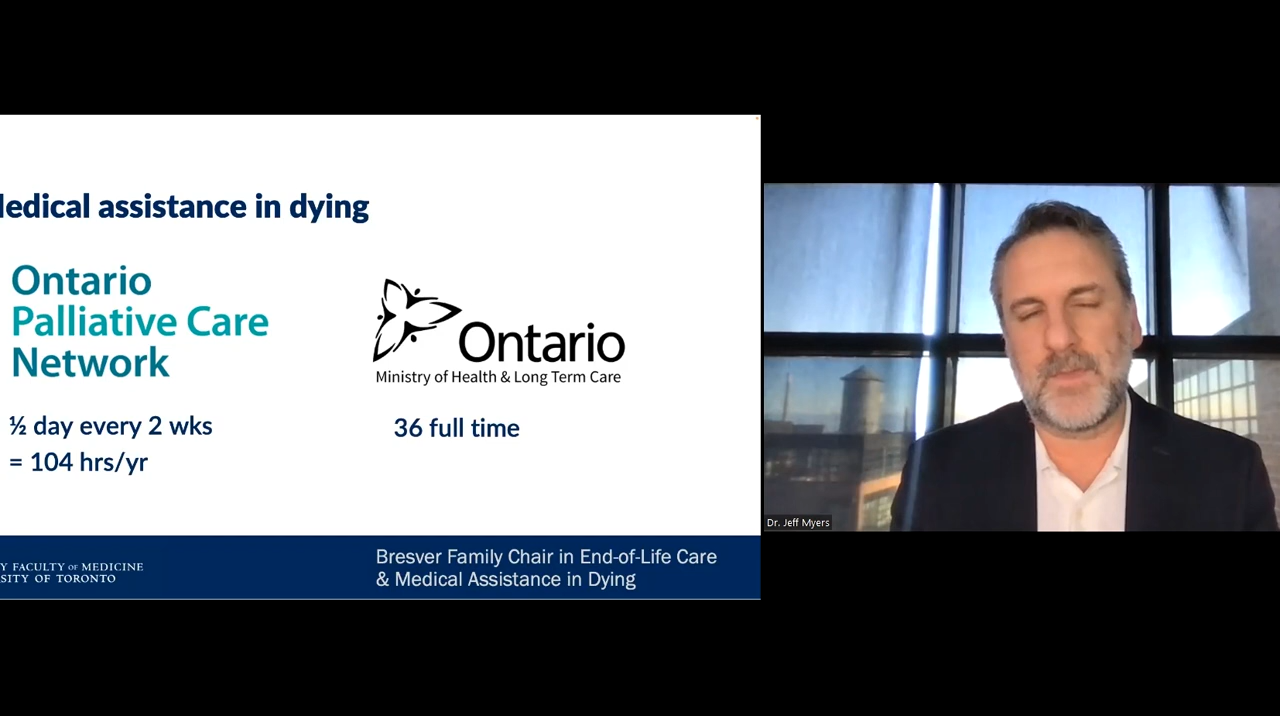 Medical assistance in dying
Ontario
Palliative Care
Network
Ontario
Ministry of Health & Long Term Care
½ day every 2 wks
= 104 hrs/yr
36 full time
Y FACULTY OF MEDICINE
SITY OF TORONTO
Bresver Family Chair in End-of-Life Care
& Medical Assistance in Dying
Dr. Jeff Myers